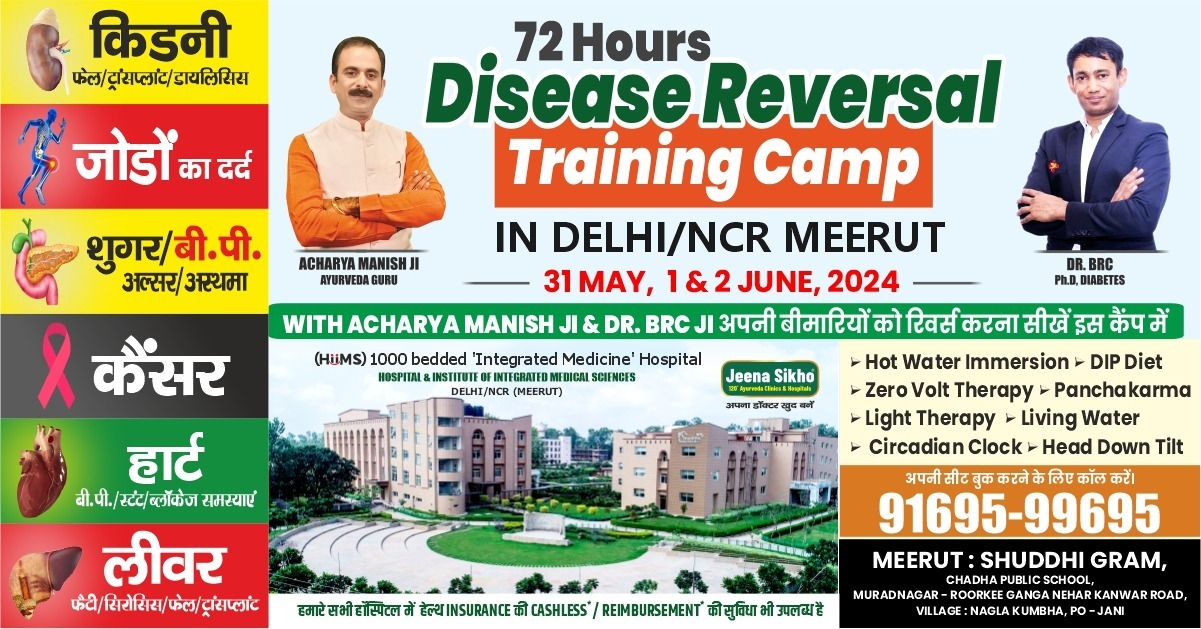 किडनी
फेल/ट्रांसप्लांट/डायलिसिस
जोडों का दर्द
शुगर/बी.पी.
अल्सर/अस्थमा
कैंसर
हार्ट
बी.पी./स्टंट/ब्लॉकेज समस्याएं
लीवर
फैटी/सिरोसिस/फेल/ट्रांसप्लांट
72 Hours
Disease Reversal
Training Camp
IN DELHI/NCR MEERUT
31 MAY, 1 & 2 JUNE, 2024
ACHARYA MANISH JI
AYURVEDA GURU
DR. BRC
Ph.D, DIABETES
WITH ACHARYA MANISH JI & DR. BRC JI अपनी बीमारियों को रिवर्स करना सीखें इस कैंप में
(HiiMS) 1000 bedded 'Integrated Medicine' Hospital
HOSPITAL & INSTITUTE OF INTEGRATED MEDICAL SCIENCES
DELHI/NCR (MEERUT)
Jeena Sikho
120+ Ayurveda Clinics & Hospitals
अपना डॉक्टर खुद बनें
हमारे सभी हॉस्पिटल में हेल्थ INSURANCE की CASHLESS* / REIMBURSEMENT* की सुविधा भी उपलब्ध है
➢ Hot Water Immersion ➢ DIP Diet
➢ Zero Volt Therapy ➢ Panchakarma
➢ Light Therapy ➢ Living Water
➢ Circadian Clock ➢ Head Down Tilt
अपनी सीट बुक करने के लिए कॉल करें।
91695-99695
MEERUT : SHUDDHI GRAM,
CHADHA PUBLIC SCHOOL,
MURADNAGAR - ROORKEE GANGA NEHAR KANWAR ROAD,
VILLAGE : NAGLA KUMBHA, PO - JANI